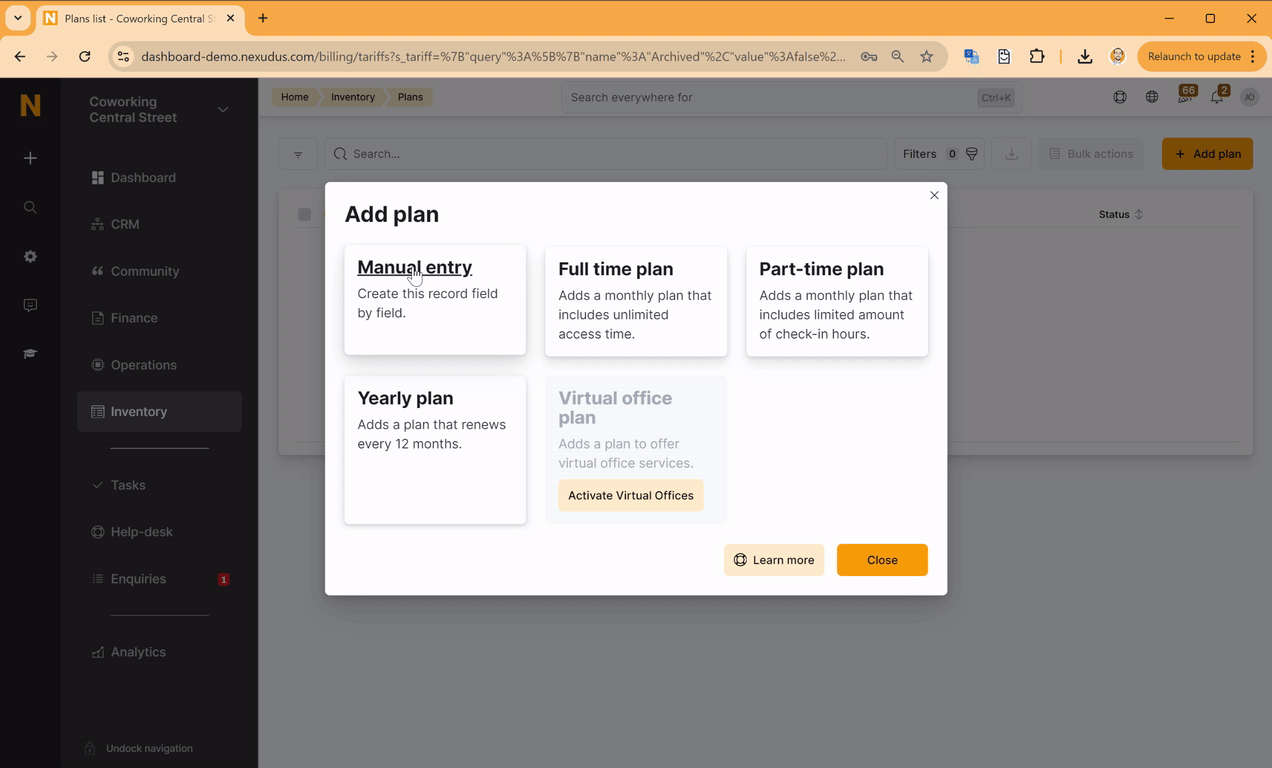 Plans list - Coworking Central S
dashboard-demo.nexudus.com/billing/tariffs?s_tariff=%7B"query"%3A%5B%7B"name"%3A"Archived"%2C"value"%3Afalse%2...
Relaunch to update
N
Coworking
Central Street
Home
Inventory
Plans
Search everywhere for
Ctrl+K
66
2
JO
Dashboard
CRM
Community
Finance
Operations
Inventory
Tasks
Help-desk
Enquiries
1
Analytics
Undock navigation
Search...
Filters 0
Bulk actions
+ Add plan
Status
Add plan
Manual entry
Create this record field
by field.
Full time plan
Adds a monthly plan that
includes unlimited
access time.
Part-time plan
Adds a monthly plan that
includes limited amount
of check-in hours.
Yearly plan
Adds a plan that renews
every 12 months.
Virtual office
plan
Adds a plan to offer
virtual office services.
Activate Virtual Offices
Learn more
Close